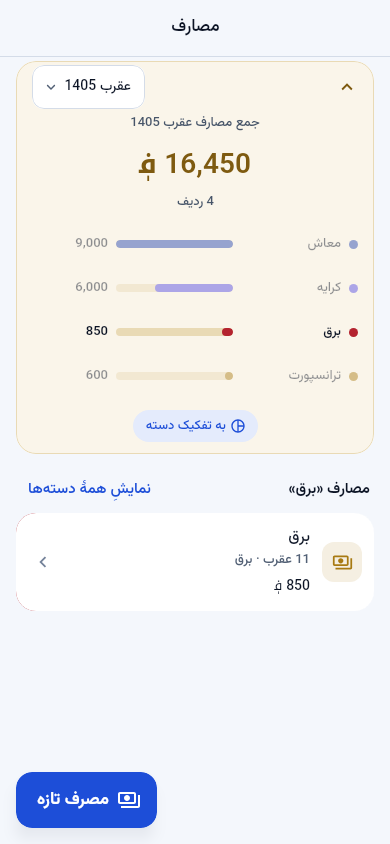 مصارف
عقرب 1405
جمع مصارف عقرب 1405
16,450 ؋
4 ردیف
معاش 9,000
کرایه 6,000
برق 850
ترانسپورت 600
به تفکیک دسته
مصارف «برق»
نمایشِ همهٔ دسته‌ها
برق
11 عقرب · برق
850 ؋
مصرف تازه